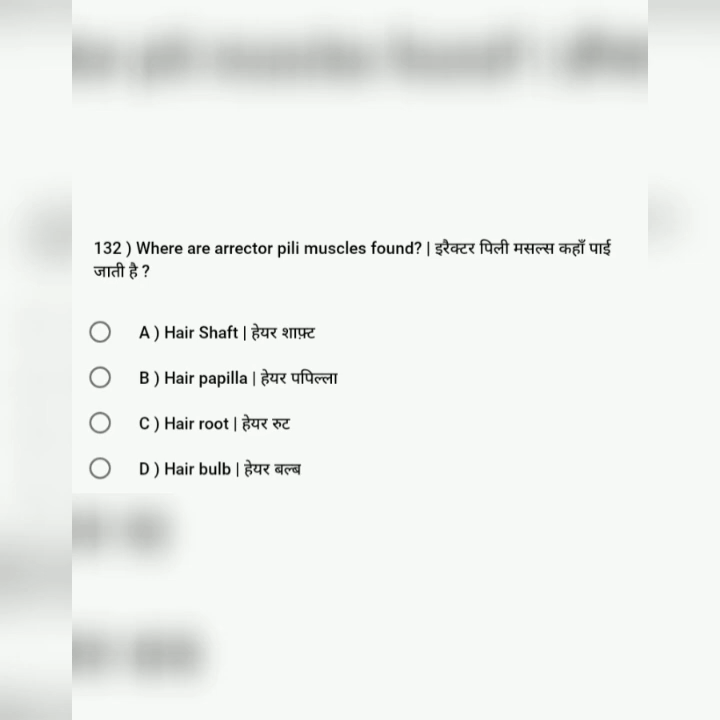 132 ) Where are arrector pili muscles found? | इरैक्टर पिली मसल्स कहाँ पाई
जाती है ?
A ) Hair Shaft | हेयर शाफ़्ट
B ) Hair papilla | हेयर पपिल्ला
C ) Hair root | हेयर रुट
D ) Hair bulb | हेयर बल्ब